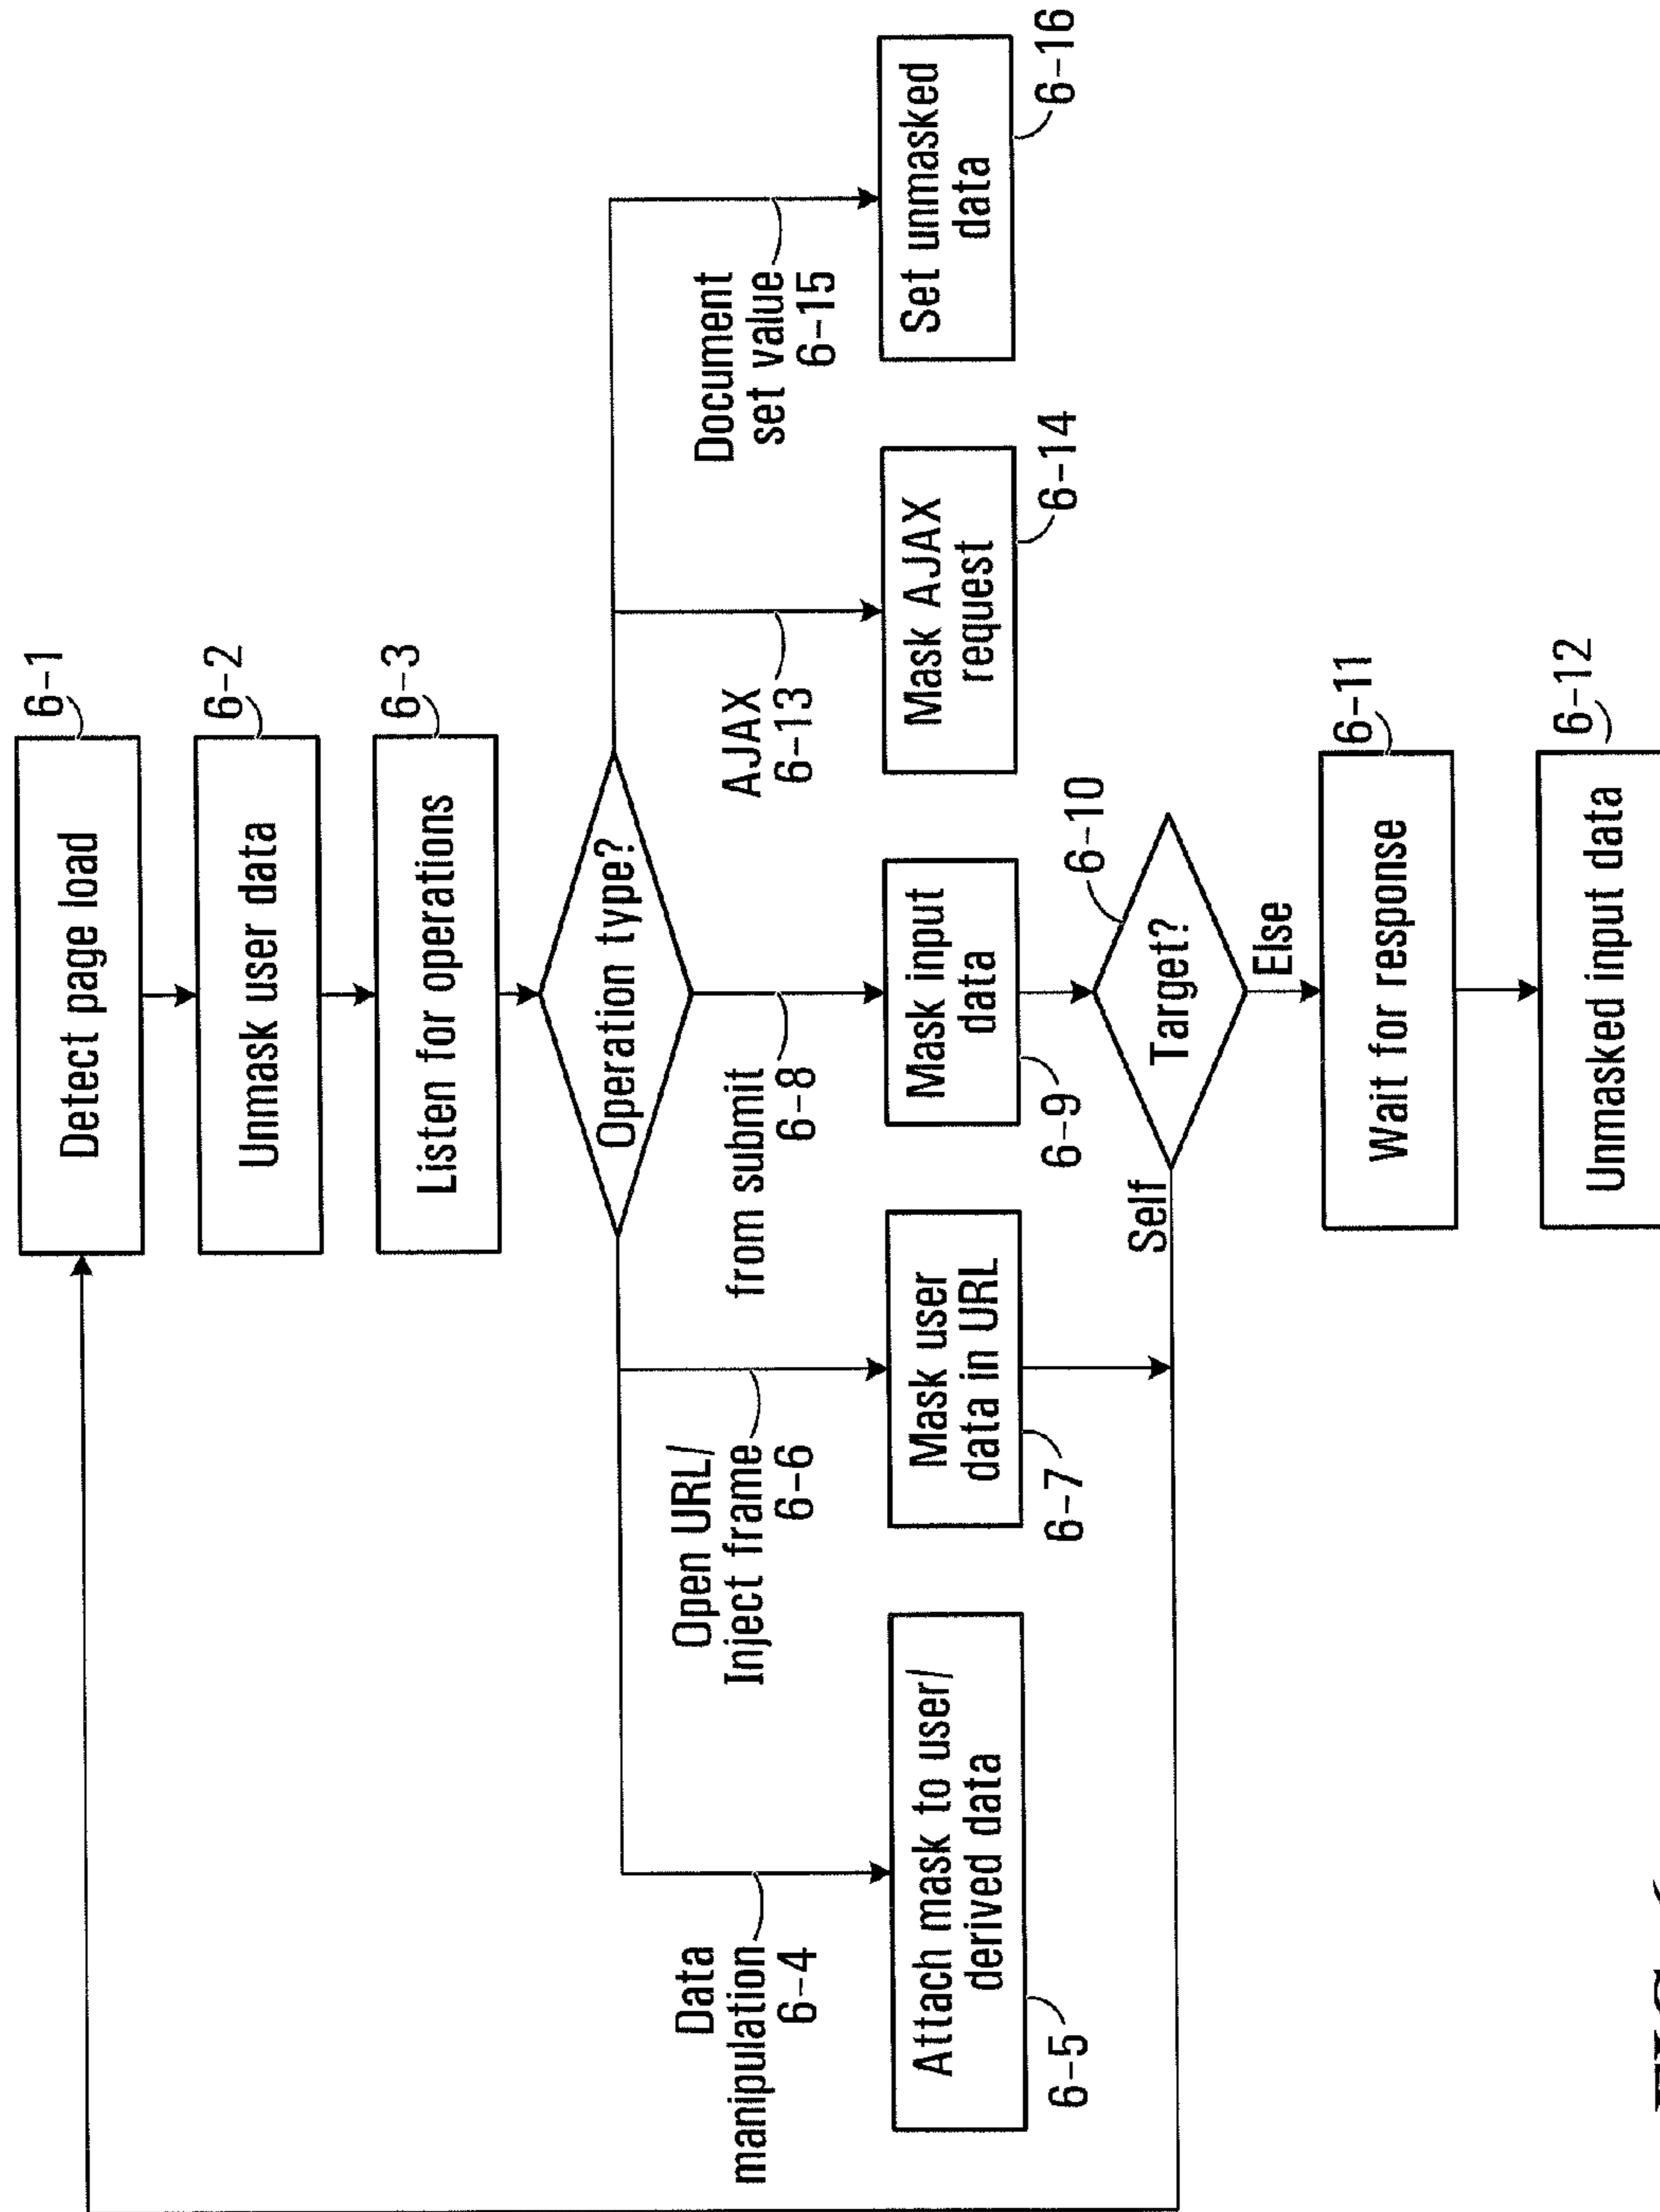 Detect page load
6-1
Unmask user data
6-2
Listen for operations
6-3
Operation type?
Data
manipulation
6-4
Open URL/
Inject frame
6-6
from submit
6-8
AJAX
6-13
Document
set value
6-15
Attach mask to user/
derived data
6-5
Mask user
data in URL
6-7
Mask input
data
6-9
Mask AJAX
request
6-14
Set unmasked
data
6-16
Target?
6-10
Self
Else
Wait for response
6-11
Unmasked input data
6-12